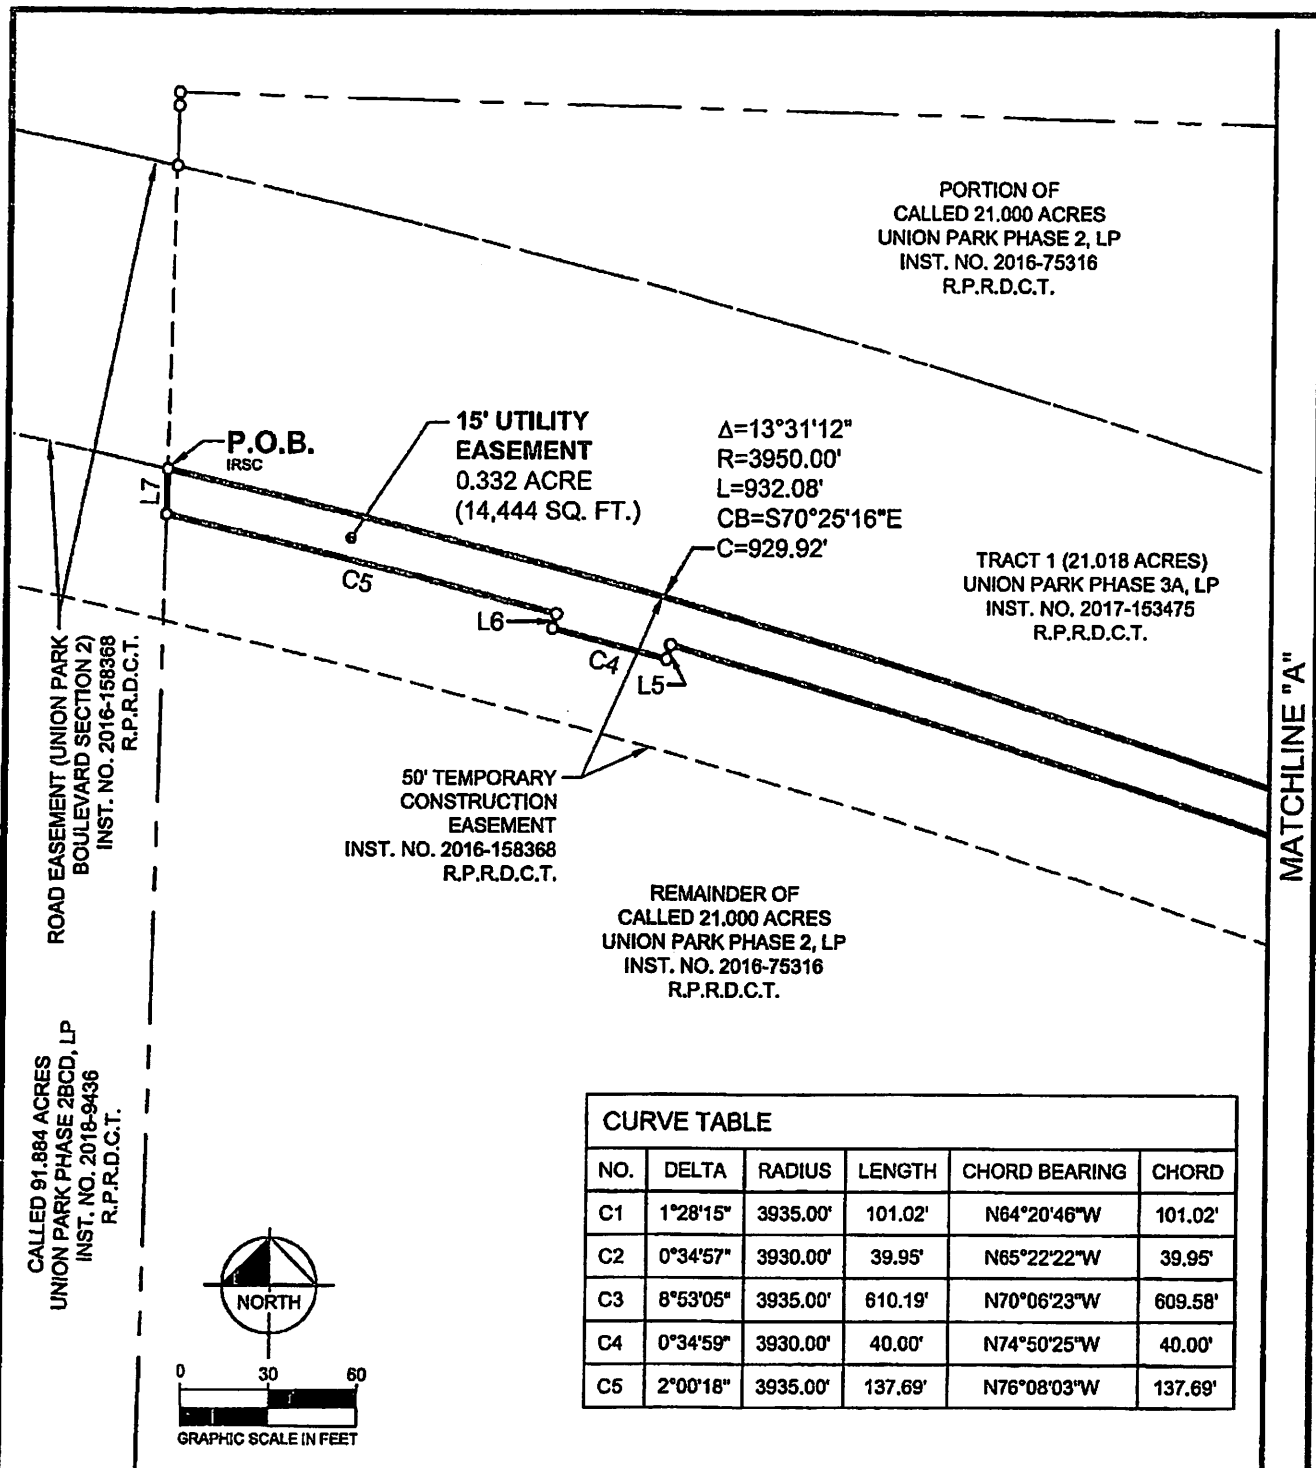 PORTION OF
CALLED 21.000 ACRES
UNION PARK PHASE 2, LP
INST. NO. 2016-75316
R.P.R.D.C.T.
P.O.B.
IRSC
L7
15' UTILITY
EASEMENT
0.332 ACRE
(14,444 SQ. FT.)
Δ=13°31'12"
R=3950.00'
L=932.08'
CB=S70°25'16"E
C=929.92'
TRACT 1 (21.018 ACRES)
UNION PARK PHASE 3A, LP
INST. NO. 2017-153475
R.P.R.D.C.T.
C5
L6
C4
L5
MATCHLINE "A"
ROAD EASEMENT (UNION PARK
BOULEVARD SECTION 2)
INST. NO. 2016-158368
R.P.R.D.C.T.
50' TEMPORARY
CONSTRUCTION
EASEMENT
INST. NO. 2016-158368
R.P.R.D.C.T.
REMAINDER OF
CALLED 21.000 ACRES
UNION PARK PHASE 2, LP
INST. NO. 2016-75316
R.P.R.D.C.T.
CALLED 91.884 ACRES
UNION PARK PHASE 2BCD, LP
INST. NO. 2018-9436
R.P.R.D.C.T.
NORTH
0 30 60
GRAPHIC SCALE IN FEET
CURVE TABLE
NO. DELTA RADIUS LENGTH CHORD BEARING CHORD
C1 1°28'15" 3935.00' 101.02' N64°20'46"W 101.02'
C2 0°34'57" 3930.00' 39.95' N65°22'22"W 39.95'
C3 8°53'05" 3935.00' 610.19' N70°06'23"W 609.58'
C4 0°34'59" 3930.00' 40.00' N74°50'25"W 40.00'
C5 2°00'18" 3935.00' 137.69' N76°08'03"W 137.69'